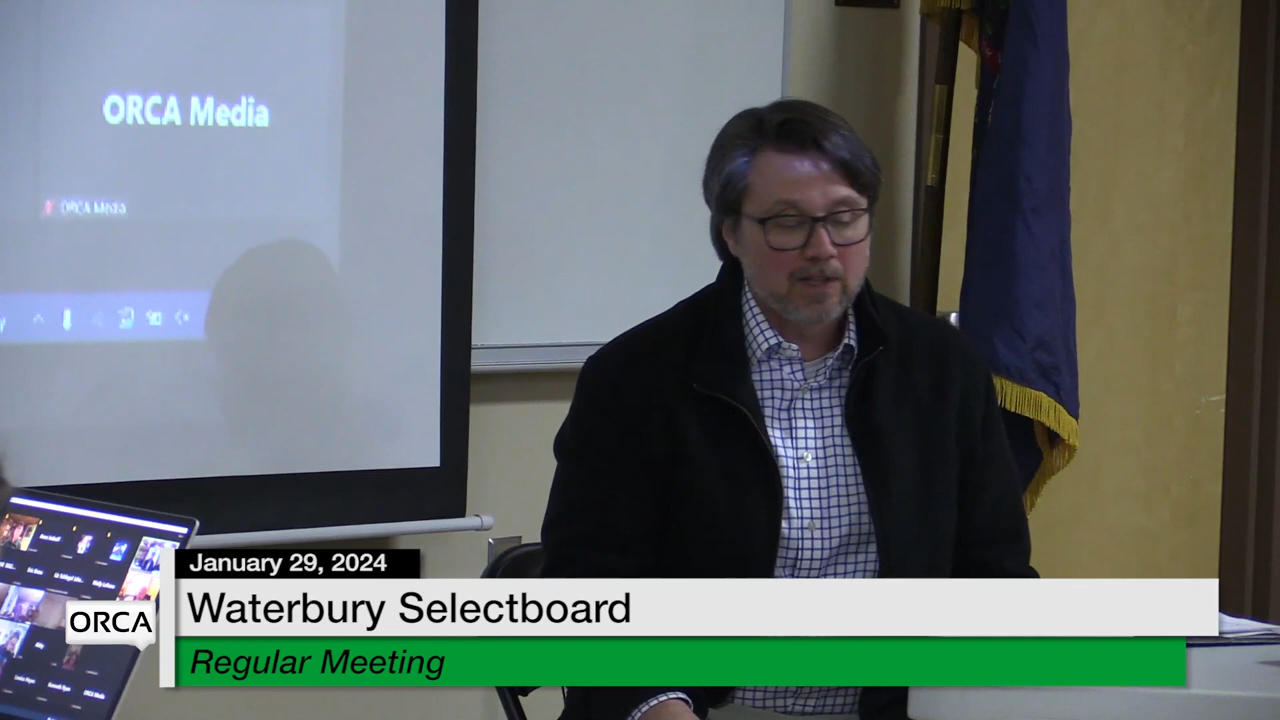 ORCA Media
ORCA Media
January 29, 2024
Waterbury Selectboard
ORCA
Regular Meeting